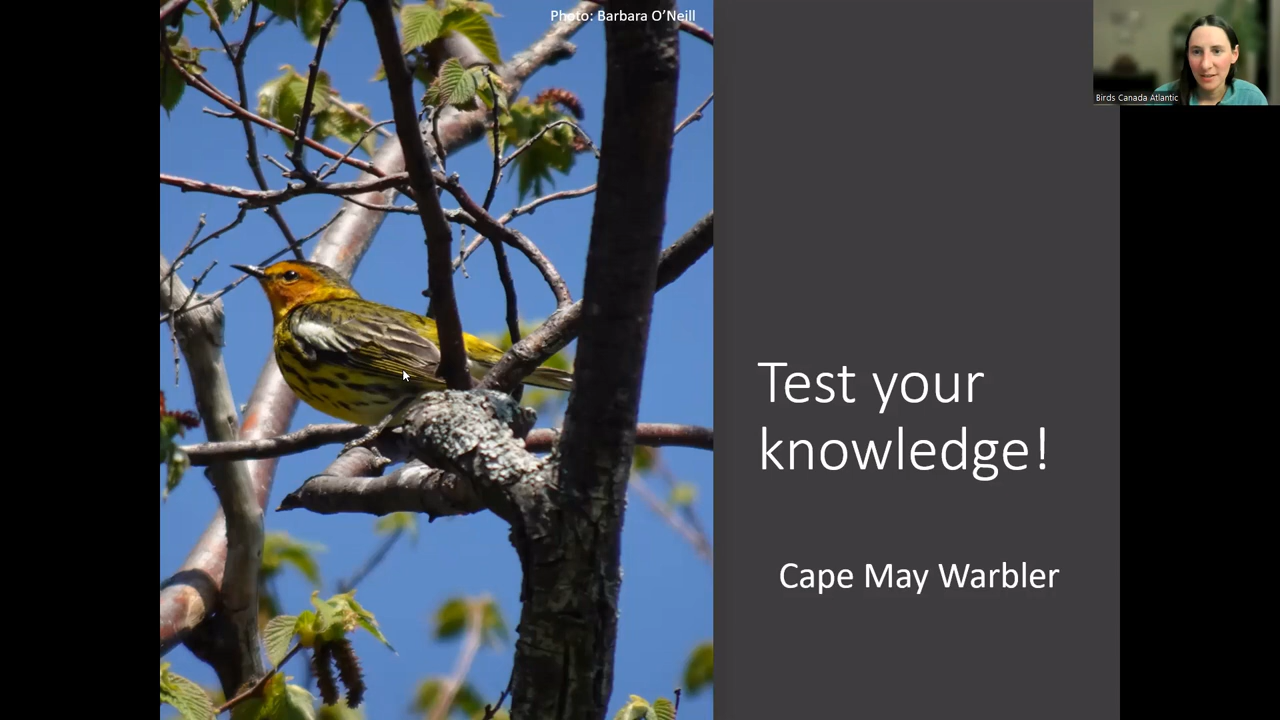 Photo: Barbara O’Neill
Birds Canada Atlantic
Test your
knowledge!
Cape May Warbler